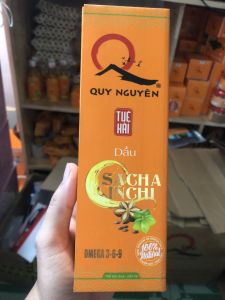 QUY NGUYÊN
®
TUỆ
HẢI
Dầu
SACHA
INCHI
100%
Natural
OMEGA 3-6-9